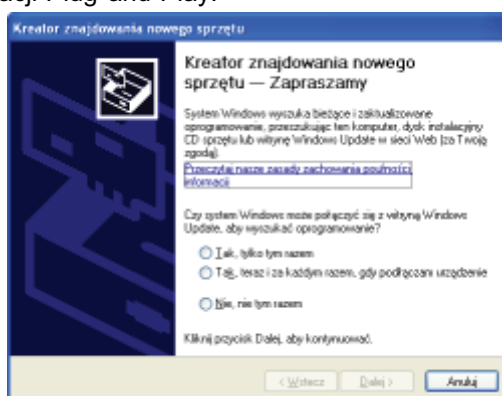 Plug and Play.
Kreator znajdowania nowego sprzętu
Kreator znajdowania nowego
sprzętu — Zapraszamy
System Windows wyszuka bieżące i zaktualizowane
oprogramowanie, przeszukując ten komputer, dysk instalacyjny
CD sprzętu lub witrynę Windows Update w sieci Web (za Twoją
zgodą).
Przeczytaj nasze zasady zachowania poufności
informacji
Czy system Windows może połączyć się z witryną Windows
Update, aby wyszukać oprogramowanie?
Tak, tylko tym razem
Tak, teraz i za każdym razem, gdy podłączam urządzenie
Nie, nie tym razem
Kliknij przycisk Dalej, aby kontynuować.
< Wstecz
Dalej >
Anuluj